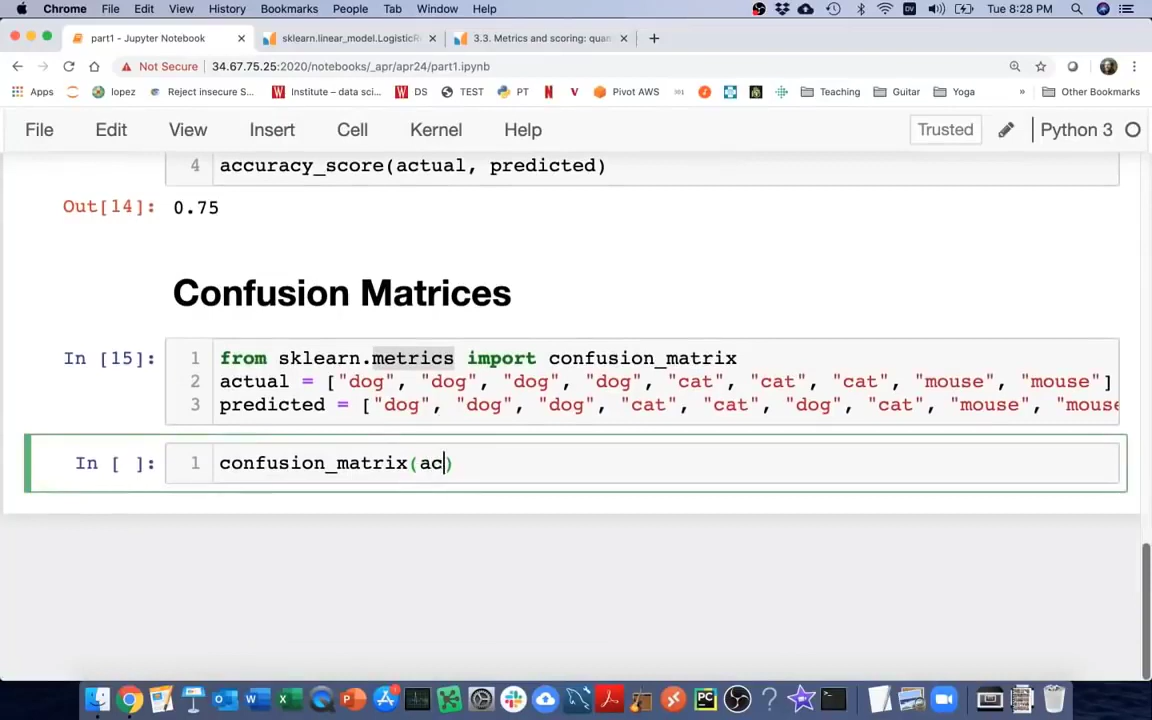 Chrome File Edit View History Bookmarks People Tab Window Help Tue 8:28 PM
part1 - Jupyter Notebook sklearn.linear_model.LogisticR 3.3. Metrics and scoring: quan
Not Secure 34.67.75.25:2020/notebooks/_apr/apr24/part1.ipynb
Apps lopez Reject insecure S... Institute – data sci... DS TEST PT Pivot AWS Teaching Guitar Yoga » Other Bookmarks
File Edit View Insert Cell Kernel Help Trusted Python 3
4 accuracy_score(actual, predicted)
Out[14]: 0.75
Confusion Matrices
In [15]: 1 from sklearn.metrics import confusion_matrix
2 actual = ["dog", "dog", "dog", "dog", "cat", "cat", "cat", "mouse", "mouse"]
3 predicted = ["dog", "dog", "dog", "cat", "cat", "dog", "cat", "mouse", "mouse
In [ ]: 1 confusion_matrix(ac)